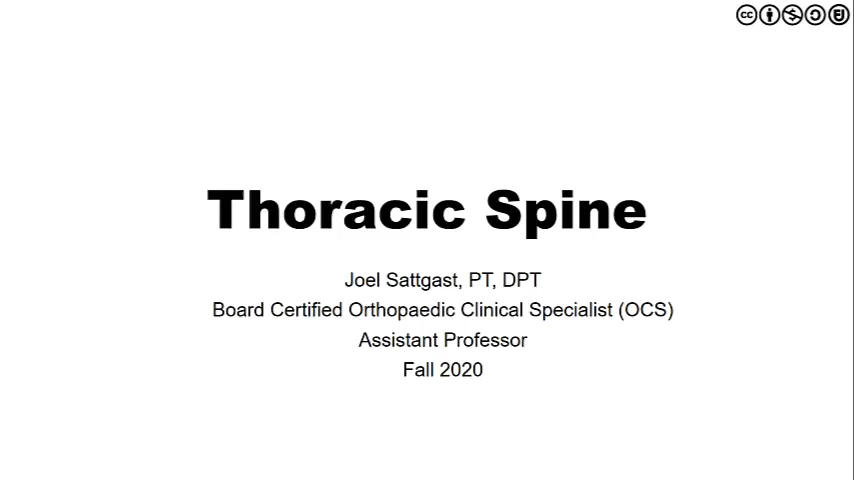 Thoracic Spine
Joel Sattgast, PT, DPT
Board Certified Orthopaedic Clinical Specialist (OCS)
Assistant Professor
Fall 2020